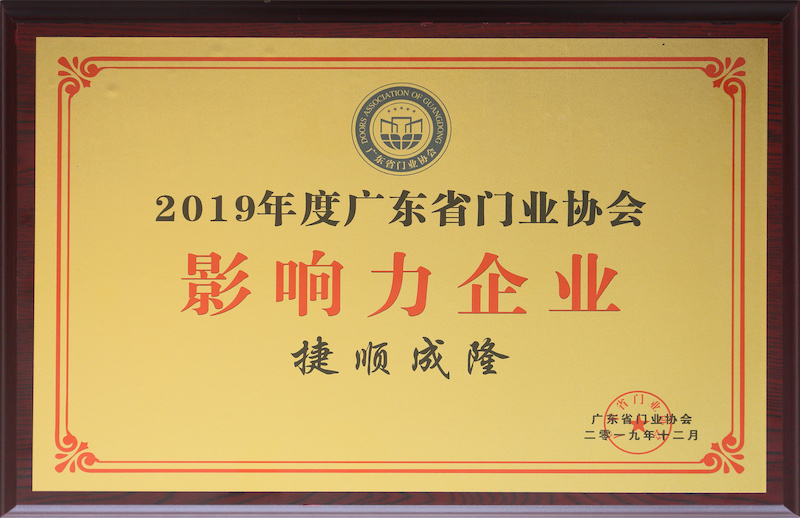 DOORS ASSOCIATION OF GUANGDONG
广东省门业协会
2019年度广东省门业协会
影响力企业
捷顺成隆
广东省门业协会
二零一九年十二月